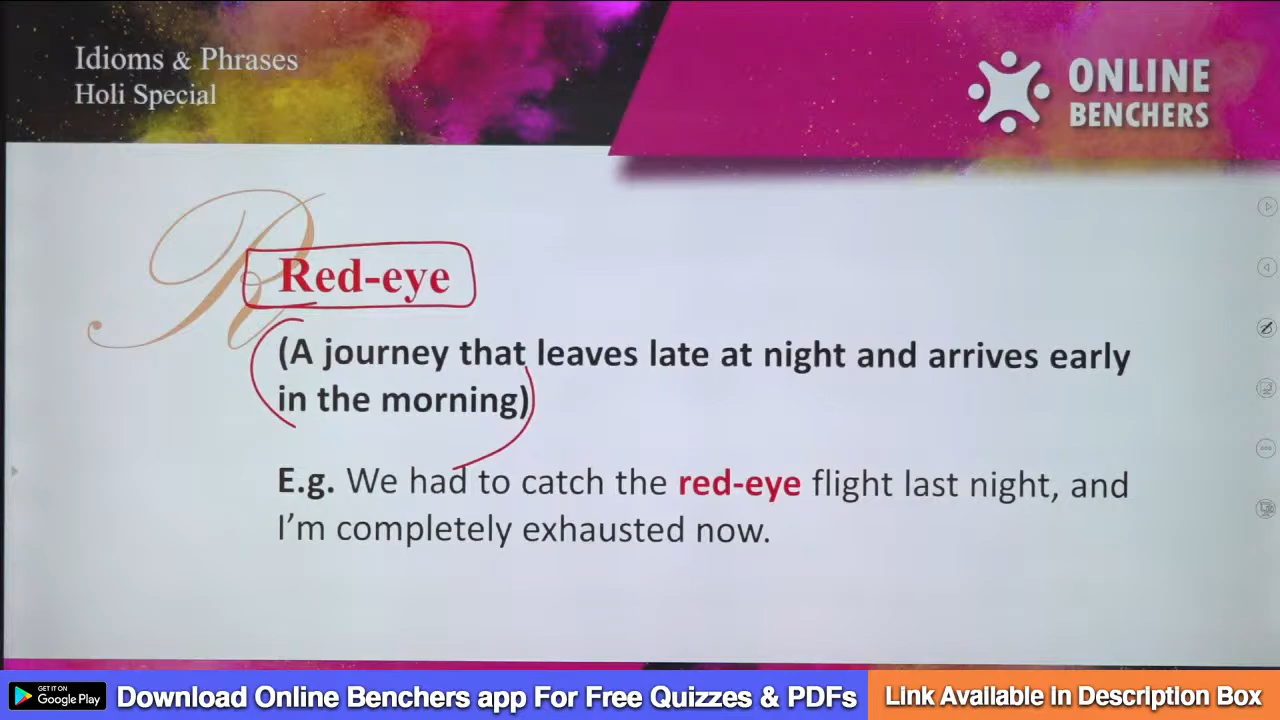 Idioms & Phrases
Holi Special
ONLINE
BENCHERS
R
Red-eye
(A journey that leaves late at night and arrives early
in the morning)
E.g. We had to catch the red-eye flight last night, and
I'm completely exhausted now.
GET IT ON
Google Play
Download Online Benchers app For Free Quizzes & PDFs
Link Available In Description Box